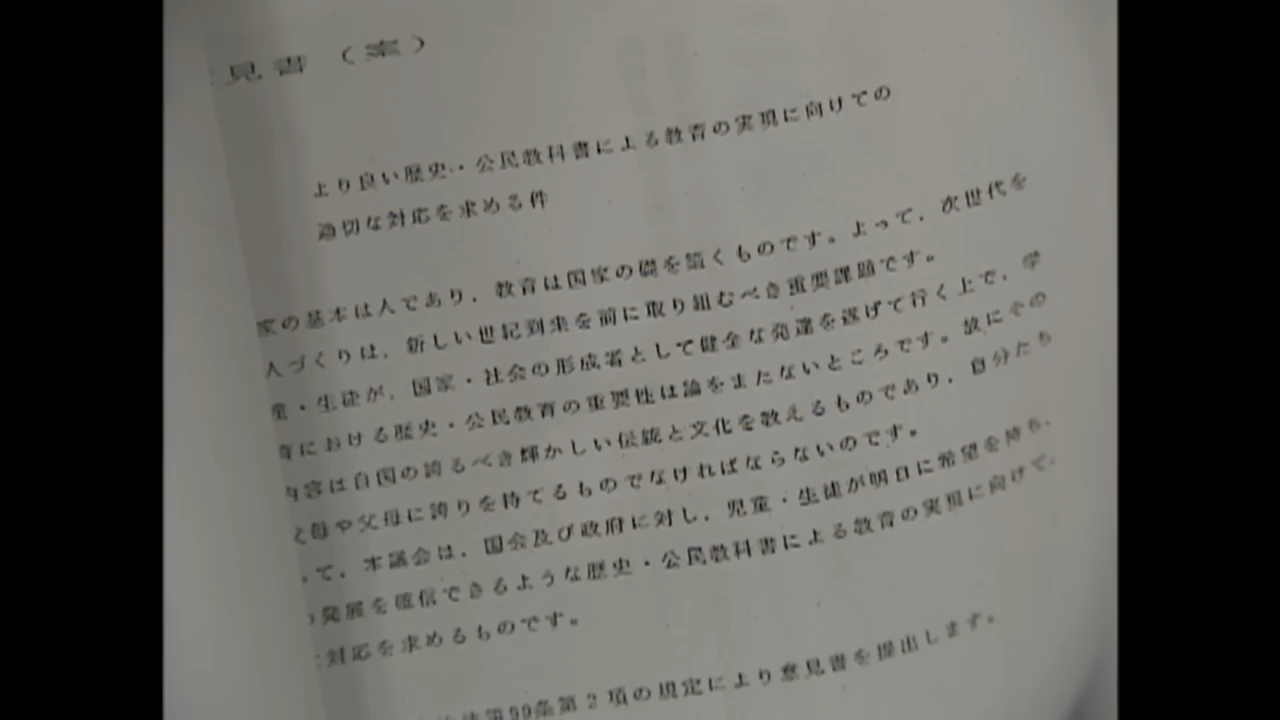 見書（案）
より良い歴史・公民教科書による教育の実現に向けての
適切な対応を求める件
家の基本は人であり，教育は国家の礎を築くものです。よって，次世代を
人づくりは，新しい世紀到来を前に取り組むべき重要課題です。
童・生徒が，国家・社会の形成者として健全な発達を遂げて行く上で，学
育における歴史・公民教育の重要性は論をまたないところです。故にその
内容は自国の誇るべき輝かしい伝統と文化を教えるものであり，自分たち
母や父母に誇りを持てるものでなければならないのです。
て，本議会は，国会及び政府に対し，児童・生徒が明日に希望を持ち，
発展を確信できるような歴史・公民教科書による教育の実現に向けて，
対応を求めるものです。
第99条第2項の規定により意見書を提出します。